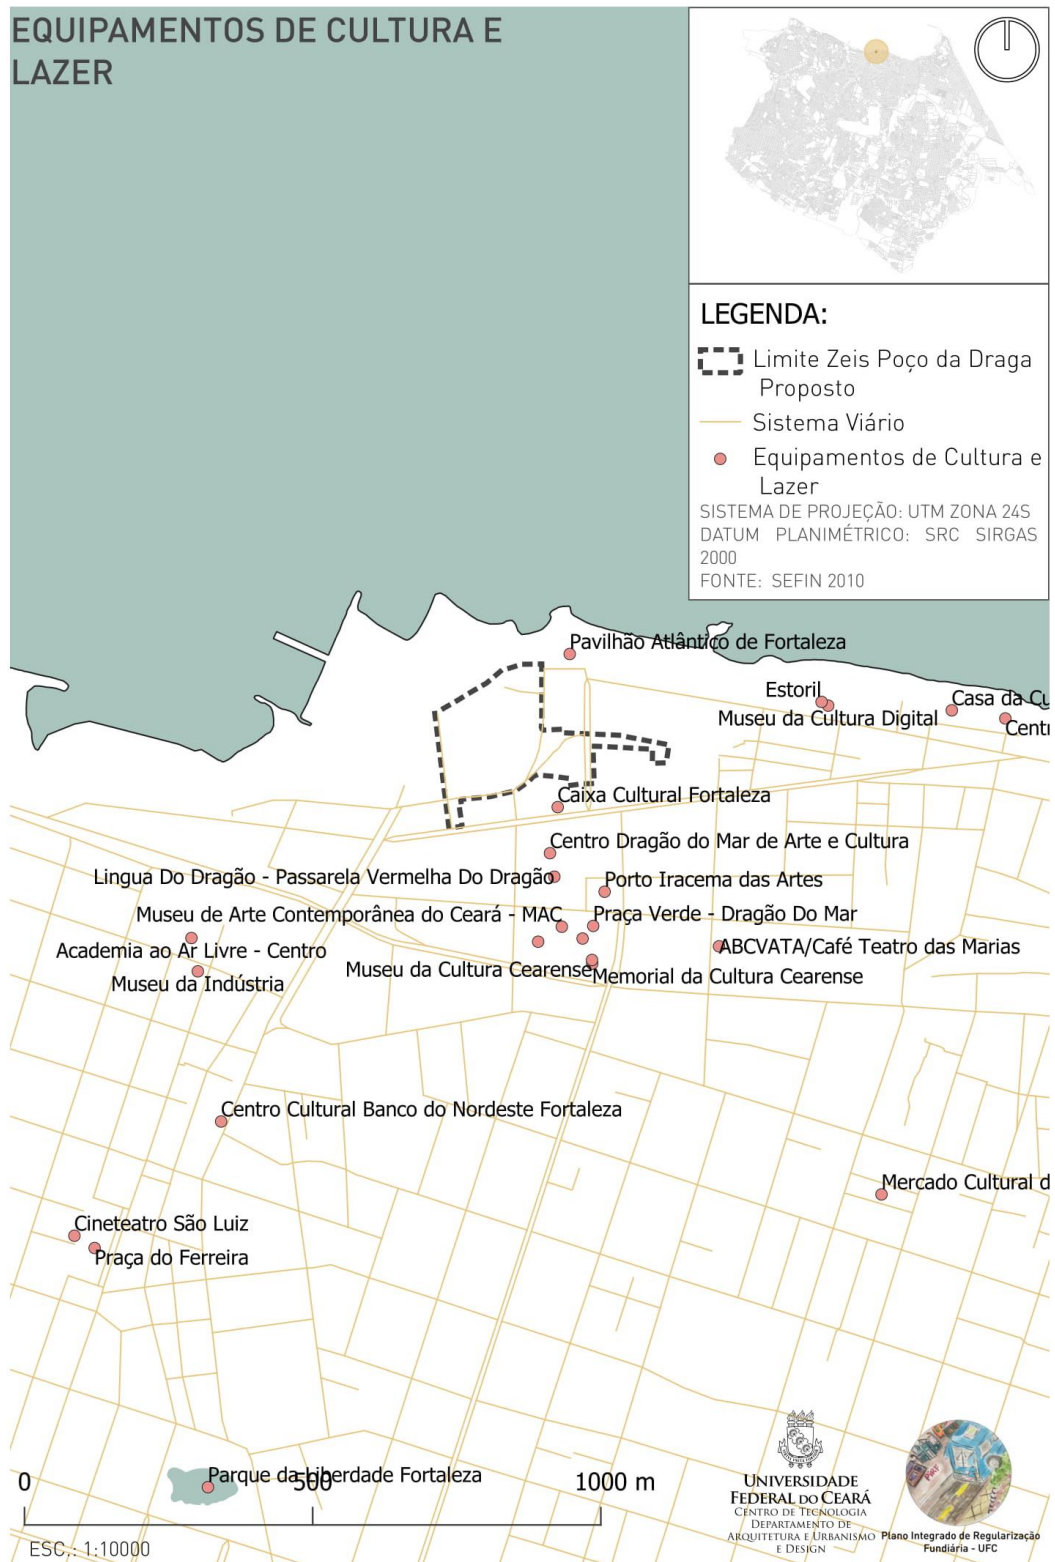 EQUIPAMENTOS DE CULTURA E
LAZER
LEGENDA:
Limite Zeis Poço da Draga
Proposto
Sistema Viário
Equipamentos de Cultura e
Lazer
SISTEMA DE PROJEÇÃO: UTM ZONA 24S
DATUM PLANIMÉTRICO: SRC SIRGAS
2000
FONTE: SEFIN 2010
Pavilhão Atlântico de Fortaleza
Estoril
Casa da Cu
Museu da Cultura Digital
Centr
Caixa Cultural Fortaleza
Centro Dragão do Mar de Arte e Cultura
Lingua Do Dragão - Passarela Vermelha Do Dragão
Porto Iracema das Artes
Museu de Arte Contemporânea do Ceará - MAC
Praça Verde - Dragão Do Mar
Academia ao Ar Livre - Centro
ABCVATA/Café Teatro das Marias
Museu da Cultura Cearense
Memorial da Cultura Cearense
Museu da Indústria
Centro Cultural Banco do Nordeste Fortaleza
Mercado Cultural d
Cineteatro São Luiz
Praça do Ferreira
Parque da Liberdade Fortaleza
0 500 1000 m
ESC.: 1:10000
UNIVERSIDADE
FEDERAL DO CEARÁ
CENTRO DE TECNOLOGIA
DEPARTAMENTO DE
ARQUITETURA E URBANISMO
E DESIGN
Plano Integrado de Regularização
Fundiária - UFC